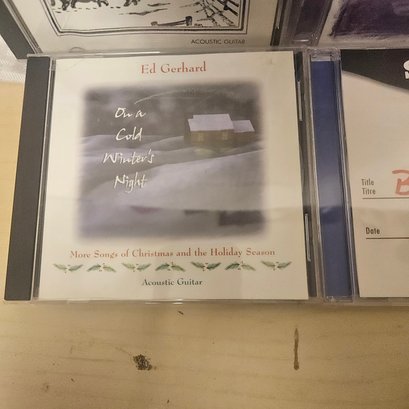 ACOUSTIC GUITAR
Ed Gerhard
On a
Cold
Winter's
Night
More Songs of Christmas and the Holiday Season
Acoustic Guitar
S
Title
Titre
B
Date